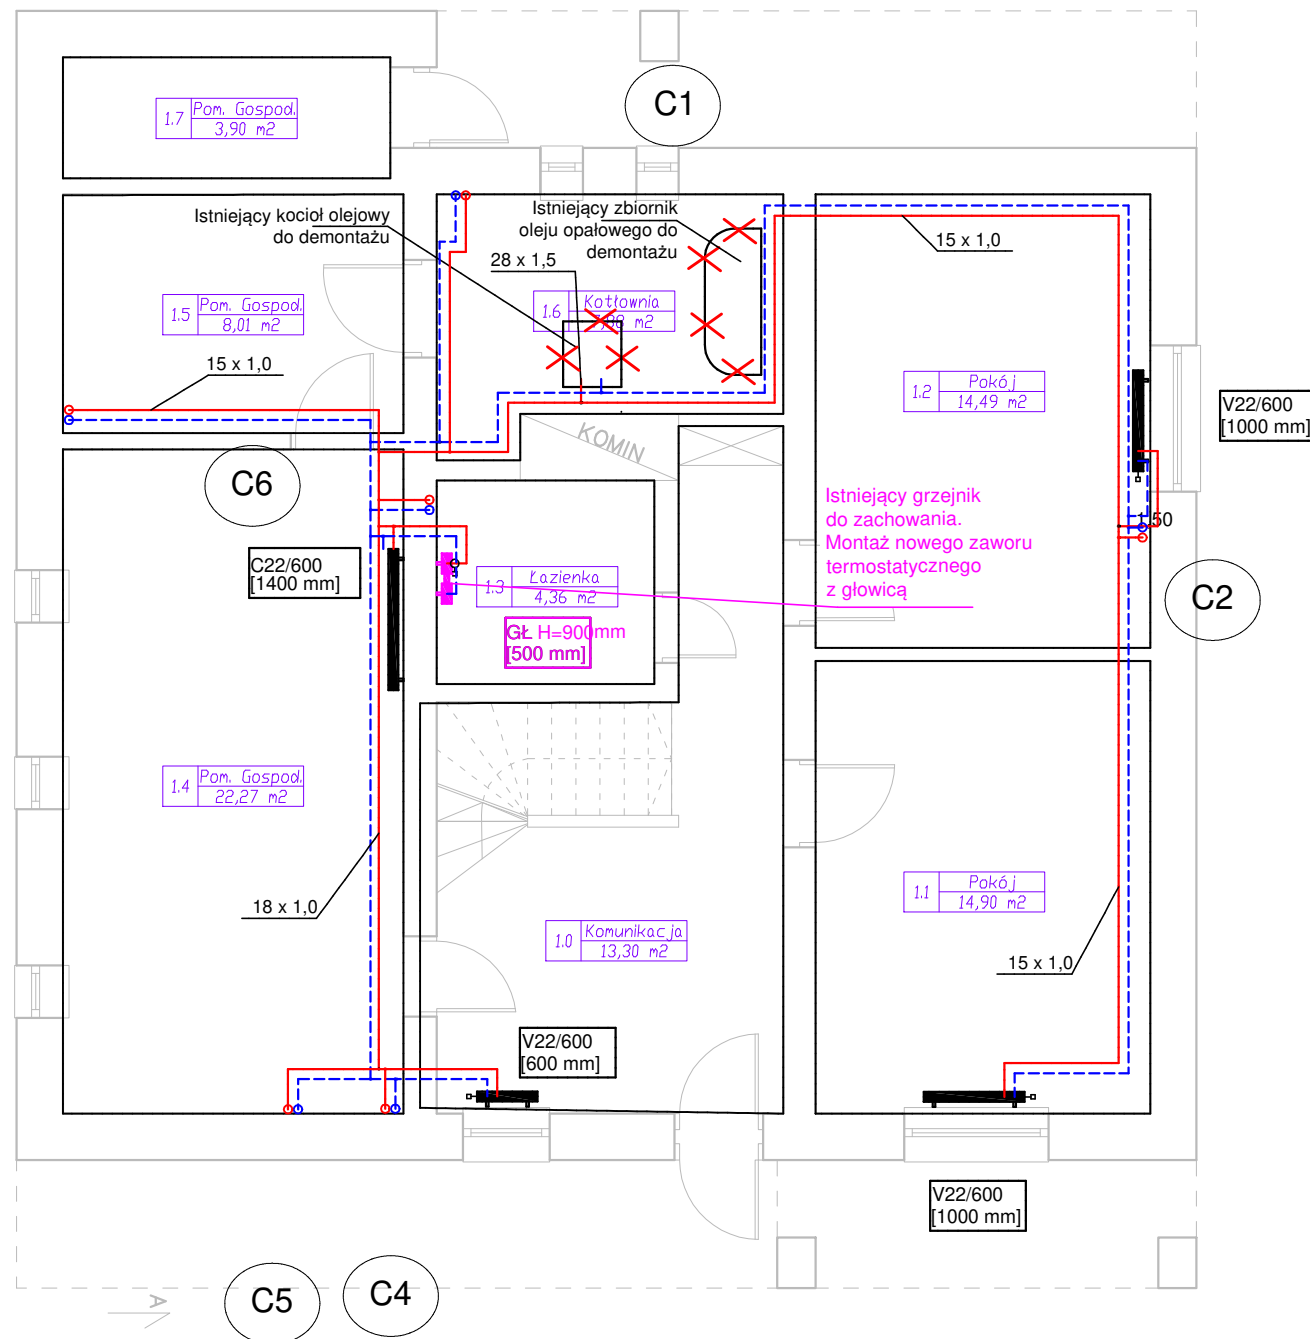 C1
1.7
Pom. Gospod.
3,90 m2
Istniejący kocioł olejowy
do demontażu
Istniejący zbiornik
oleju opałowego do
demontażu
28 x 1,5
15 x 1,0
1.5
Pom. Gospod.
8,01 m2
1.6
Kotłownia
m2
15 x 1,0
1.2
Pokój
14,49 m2
V22/600
[1000 mm]
KOMIN
C6
Istniejący grzejnik
do zachowania.
Montaż nowego zaworu
termostatycznego
z głowicą
C22/600
[1400 mm]
1.3
Łazienka
4,36 m2
GŁ H=900mm
[500 mm]
C2
1.4
Pom. Gospod.
22,27 m2
18 x 1,0
1.0
Komunikacja
13,30 m2
1.1
Pokój
14,90 m2
15 x 1,0
V22/600
[600 mm]
V22/600
[1000 mm]
C5
C4
A